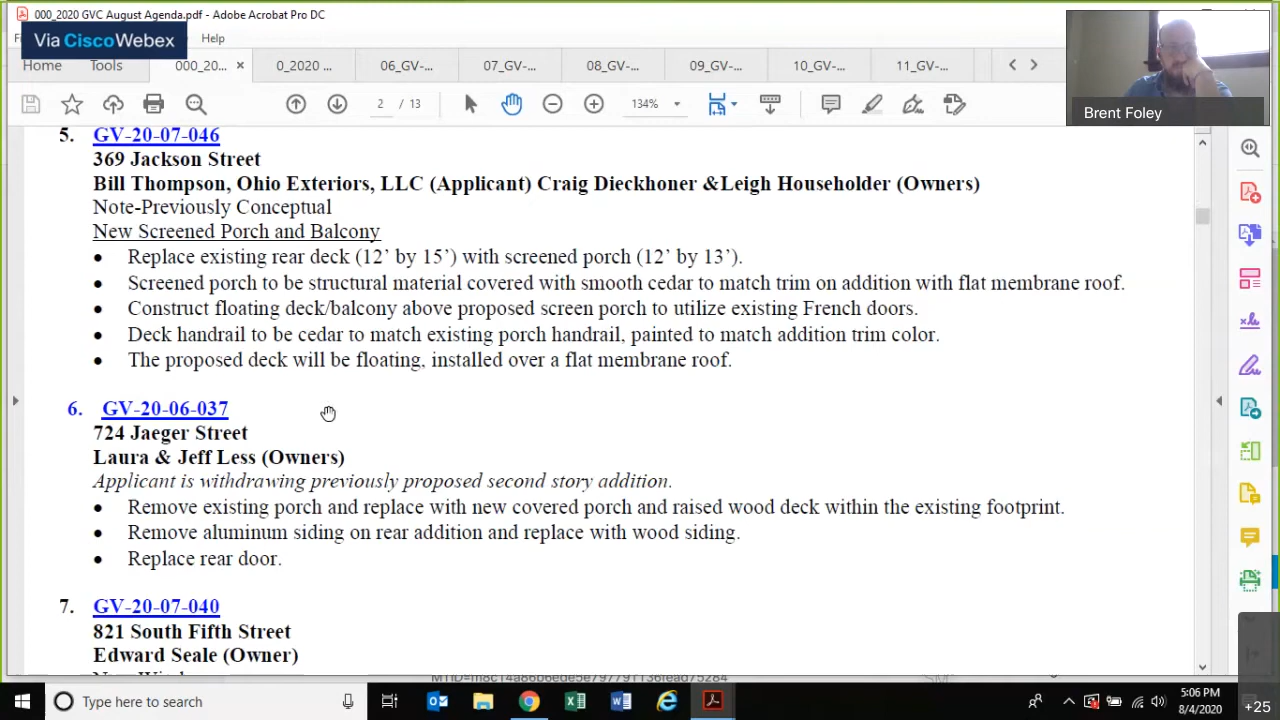 000_2020 GVC August Agenda.pdf - Adobe Acrobat Pro DC
Via CiscoWebex
Help
Home
Tools
000_20...
0_2020 ...
06_GV-...
07_GV-...
08_GV-...
09_GV-...
10_GV-...
11_GV-...
2 / 13
134%
Brent Foley
5. GV-20-07-046
369 Jackson Street
Bill Thompson, Ohio Exteriors, LLC (Applicant) Craig Dieckhoner &Leigh Householder (Owners)
Note-Previously Conceptual
New Screened Porch and Balcony
• Replace existing rear deck (12’ by 15’) with screened porch (12’ by 13’).
• Screened porch to be structural material covered with smooth cedar to match trim on addition with flat membrane roof.
• Construct floating deck/balcony above proposed screen porch to utilize existing French doors.
• Deck handrail to be cedar to match existing porch handrail, painted to match addition trim color.
• The proposed deck will be floating, installed over a flat membrane roof.
6. GV-20-06-037
724 Jaeger Street
Laura & Jeff Less (Owners)
Applicant is withdrawing previously proposed second story addition.
• Remove existing porch and replace with new covered porch and raised wood deck within the existing footprint.
• Remove aluminum siding on rear addition and replace with wood siding.
• Replace rear door.
7. GV-20-07-040
821 South Fifth Street
Edward Seale (Owner)
Type here to search
5:06 PM
8/4/2020
+25